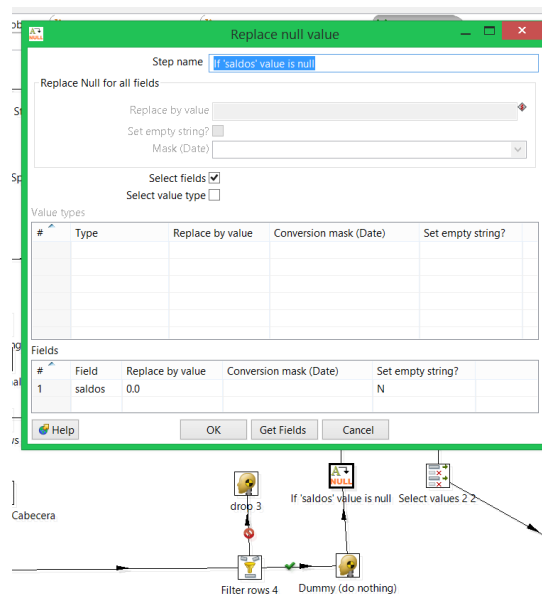 Replace null value
Step name If 'saldos' value is null
Replace Null for all fields
Replace by value
Set empty string?
Mask (Date)
Select fields
Select value type
Value types
# Type Replace by value Conversion mask (Date) Set empty string?
Fields
# Field Replace by value Conversion mask (Date) Set empty string?
1 saldos 0.0 N
Help OK Get Fields Cancel
A
NULL
drop 3
If 'saldos' value is null
Select values 2 2
Cabecera
Filter rows 4
Dummy (do nothing)